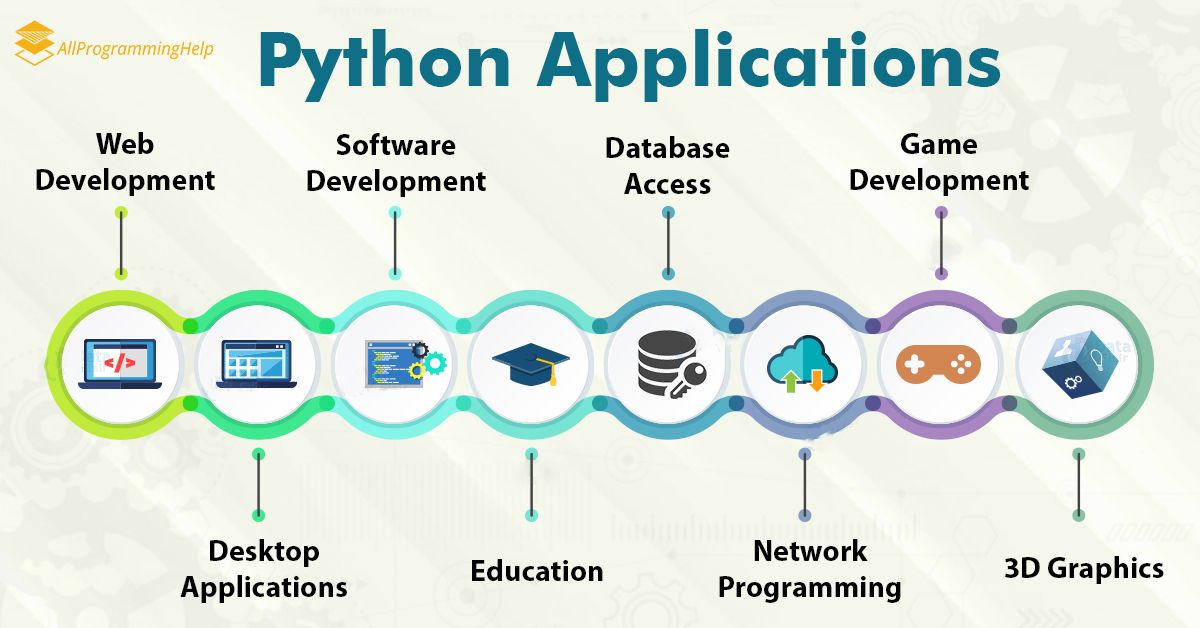 AllProgrammingHelp
Python Applications
Web
Development
Software
Development
Database
Access
Game
Development
</>
Desktop
Applications
Education
Network
Programming
3D Graphics